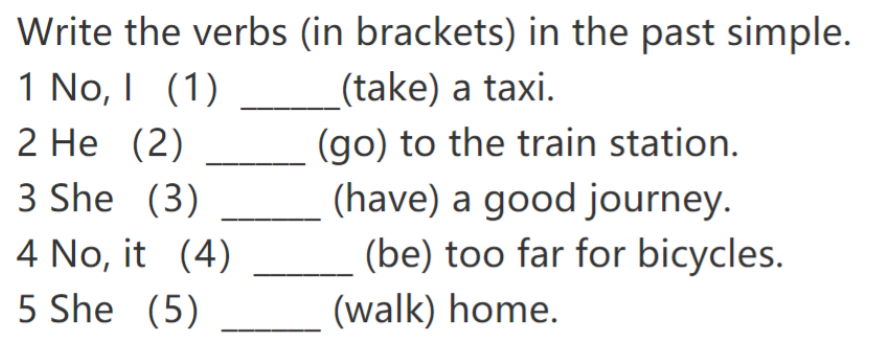 Write the verbs (in brackets) in the past simple.
1 No, I （1） ______(take) a taxi.
2 He （2） ______ (go) to the train station.
3 She （3） ______ (have) a good journey.
4 No, it （4） ______ (be) too far for bicycles.
5 She （5） ______ (walk) home.